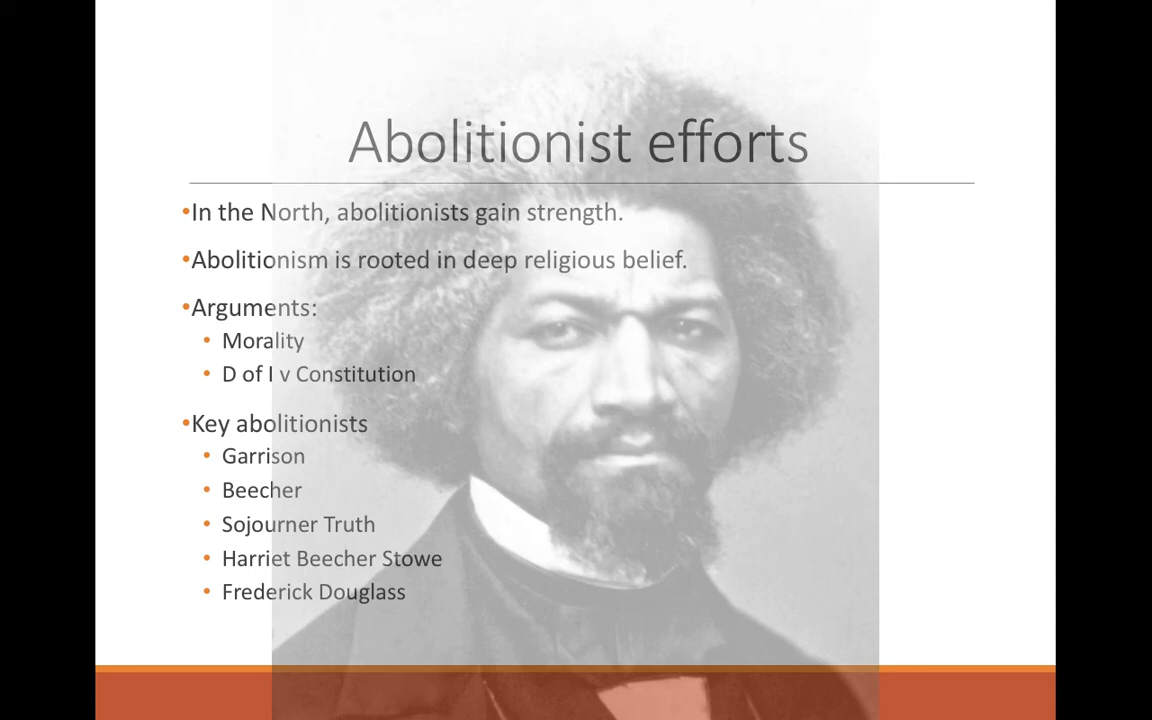 Abolitionist efforts
•In the North, abolitionists gain strength.
•Abolitionism is rooted in deep religious belief.
•Arguments:
• Morality
• D of I v Constitution
•Key abolitionists
• Garrison
• Beecher
• Sojourner Truth
• Harriet Beecher Stowe
• Frederick Douglass